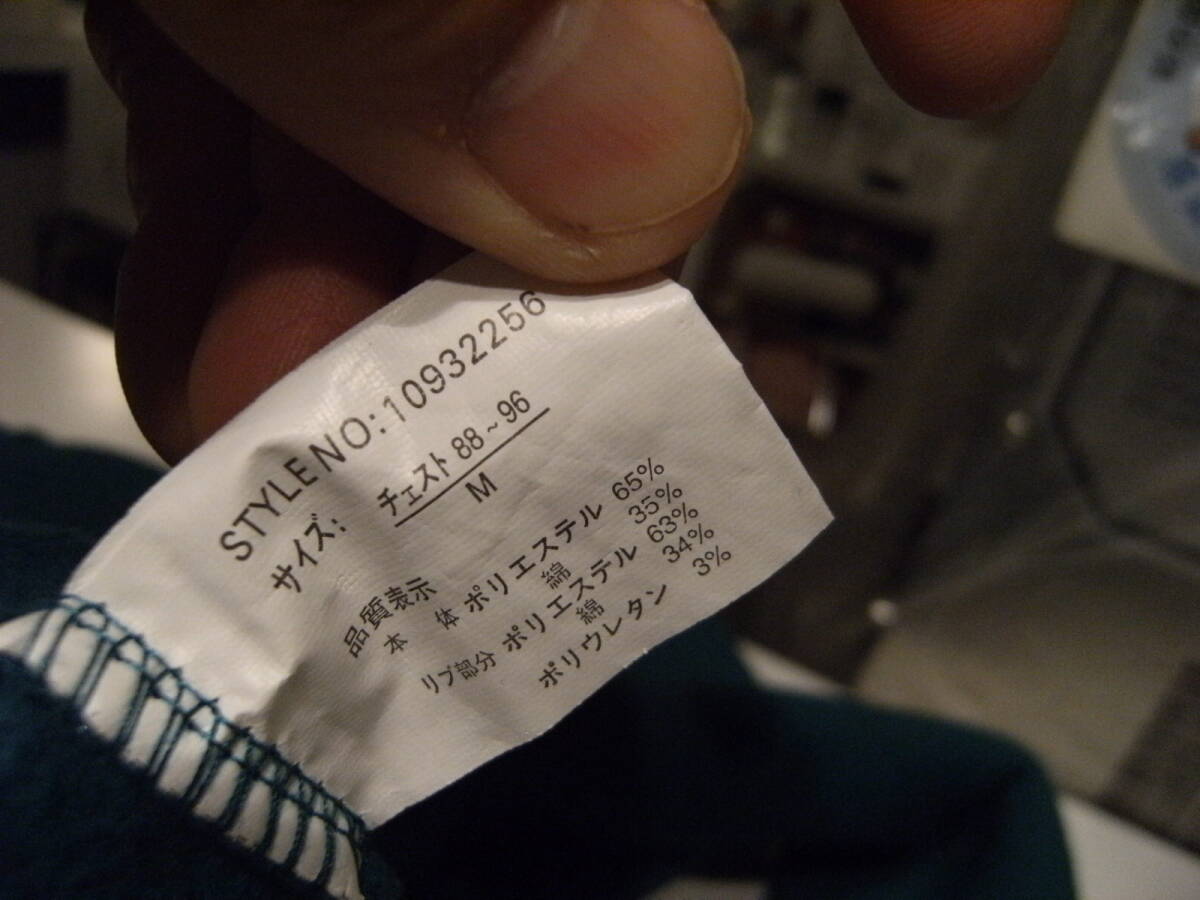 STYLE NO: 10932256
サイズ: チェスト 88~96
M
品質表示
本 体 ポリエステル 65%
綿 35%
リブ部分 ポリエステル 63%
綿 34%
ポリウレタン 3%